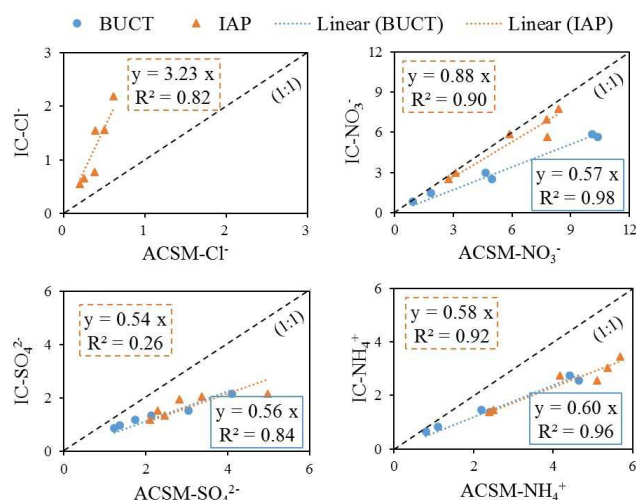 BUCT IAP Linear (BUCT) Linear (IAP)
3
2
1
0
0 1 2 3
IC-Cl⁻
ACSM-Cl⁻
y = 3.23 x
R² = 0.82
(1:1)
12
9
6
3
0
0 3 6 9 12
IC-NO₃⁻
ACSM-NO₃⁻
y = 0.88 x
R² = 0.90
(1:1)
y = 0.57 x
R² = 0.98
6
4
2
0
0 2 4 6
IC-SO₄²⁻
ACSM-SO₄²⁻
y = 0.54 x
R² = 0.26
(1:1)
y = 0.56 x
R² = 0.84
6
4
2
0
0 2 4 6
IC-NH₄⁺
ACSM-NH₄⁺
y = 0.58 x
R² = 0.92
(1:1)
y = 0.60 x
R² = 0.96